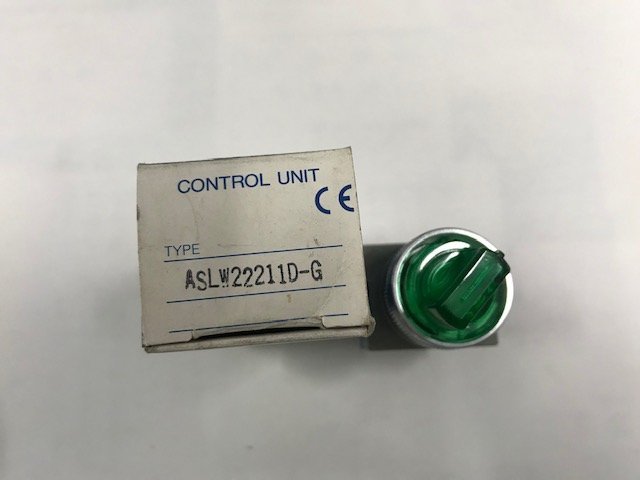 CONTROL UNIT
CE
TYPE
ASLW22211D-G